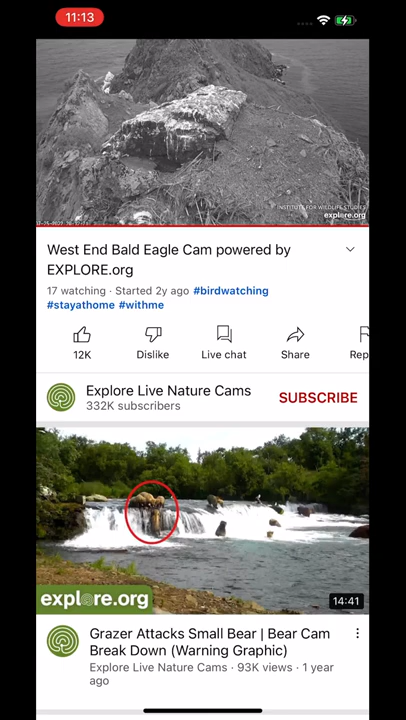 11:13
INSTITUTE FOR WILDLIFE STUDIES
explore.org
West End Bald Eagle Cam powered by
EXPLORE.org
17 watching · Started 2y ago #birdwatching
#stayathome #withme
12K
Dislike
Live chat
Share
Rep
Explore Live Nature Cams
332K subscribers
SUBSCRIBE
explore.org
14:41
Grazer Attacks Small Bear | Bear Cam
Break Down (Warning Graphic)
Explore Live Nature Cams · 93K views · 1 year
ago